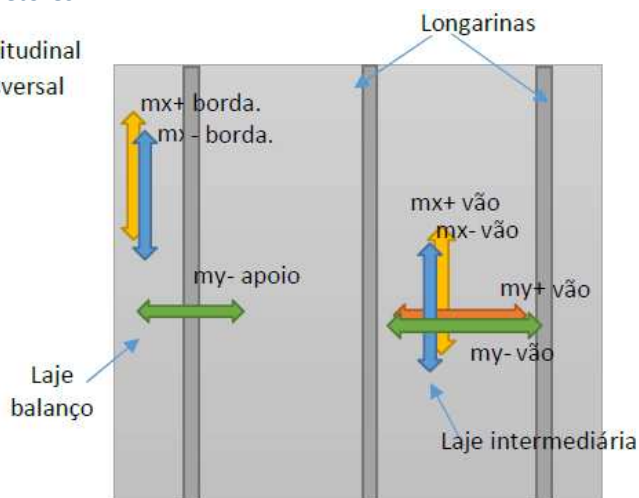 Longarinas
itudinal
versal
mx+ borda.
mx- borda.
mx+ vão
mx- vão
my- apoio
my+ vão
my- vão
Laje
balanço
Laje intermediária